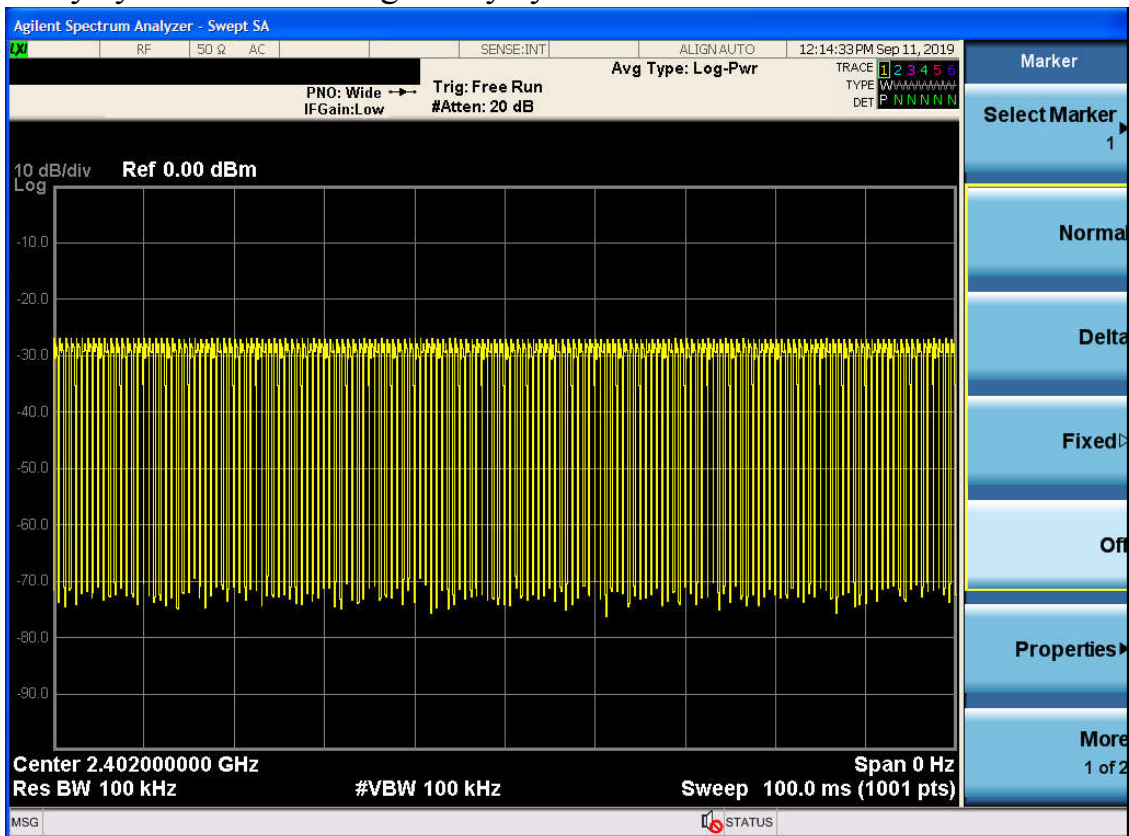 Agilent Spectrum Analyzer - Swept SA
LXI RF 50 Ω AC SENSE:INT ALIGN AUTO 12:14:33 PM Sep 11, 2019
PNO: Wide
IFGain:Low
Trig: Free Run
#Atten: 20 dB
Avg Type: Log-Pwr
TRACE 1 2 3 4 5 6
TYPE WWWWWW
DET P N N N N N
10 dB/div Ref 0.00 dBm
Log
-10.0
-20.0
-30.0
-40.0
-50.0
-60.0
-70.0
-80.0
-90.0
Center 2.402000000 GHz Span 0 Hz
Res BW 100 kHz #VBW 100 kHz Sweep 100.0 ms (1001 pts)
MSG STATUS
Marker
Select Marker
1
Norma
Delta
Fixed
Off
Properties
More
1 of 2